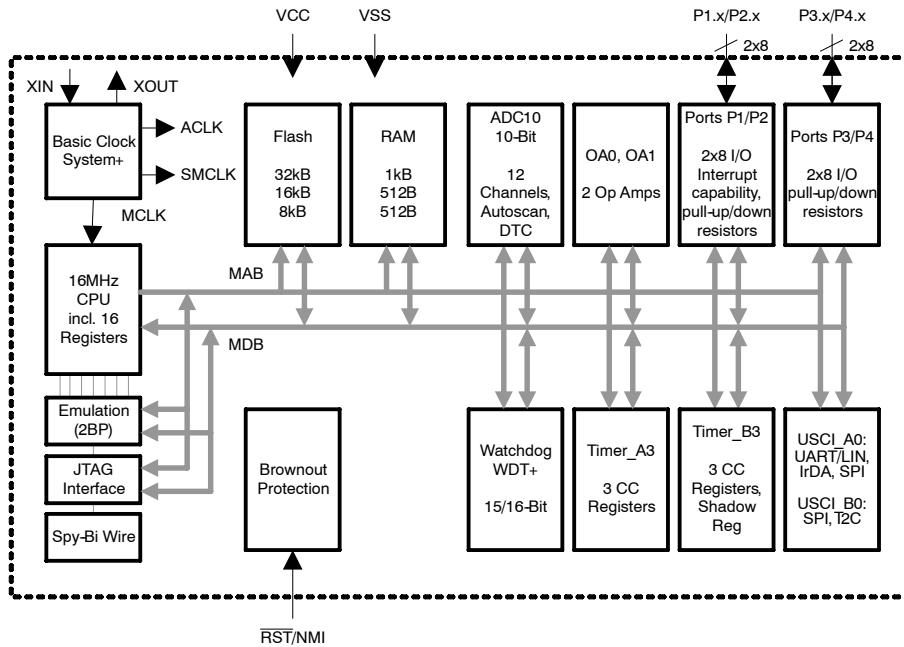 VCC
VSS
P1.x/P2.x
2x8
P3.x/P4.x
2x8
XIN
XOUT
Basic Clock
System+
ACLK
SMCLK
MCLK
Flash
32kB
16kB
8kB
RAM
1kB
512B
512B
ADC10
10-Bit
12
Channels,
Autoscan,
DTC
OA0, OA1
2 Op Amps
Ports P1/P2
2x8 I/O
Interrupt
capability,
pull-up/down
resistors
Ports P3/P4
2x8 I/O
pull-up/down
resistors
16MHz
CPU
incl. 16
Registers
MAB
MDB
Emulation
(2BP)
JTAG
Interface
Spy-Bi Wire
Brownout
Protection
Watchdog
WDT+
15/16-Bit
Timer_A3
3 CC
Registers
Timer_B3
3 CC
Registers,
Shadow
Reg
USCI_A0:
UART/LIN,
IrDA, SPI
USCI_B0:
SPI, I2C
RST/NMI